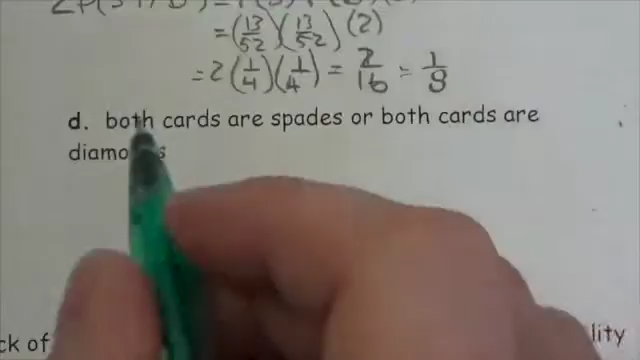 = (13/52)(13/52)(2)
= 2(1/4)(1/4) = 2/16 = 1/8
d. both cards are spades or both cards are
diamo s
ck of lity